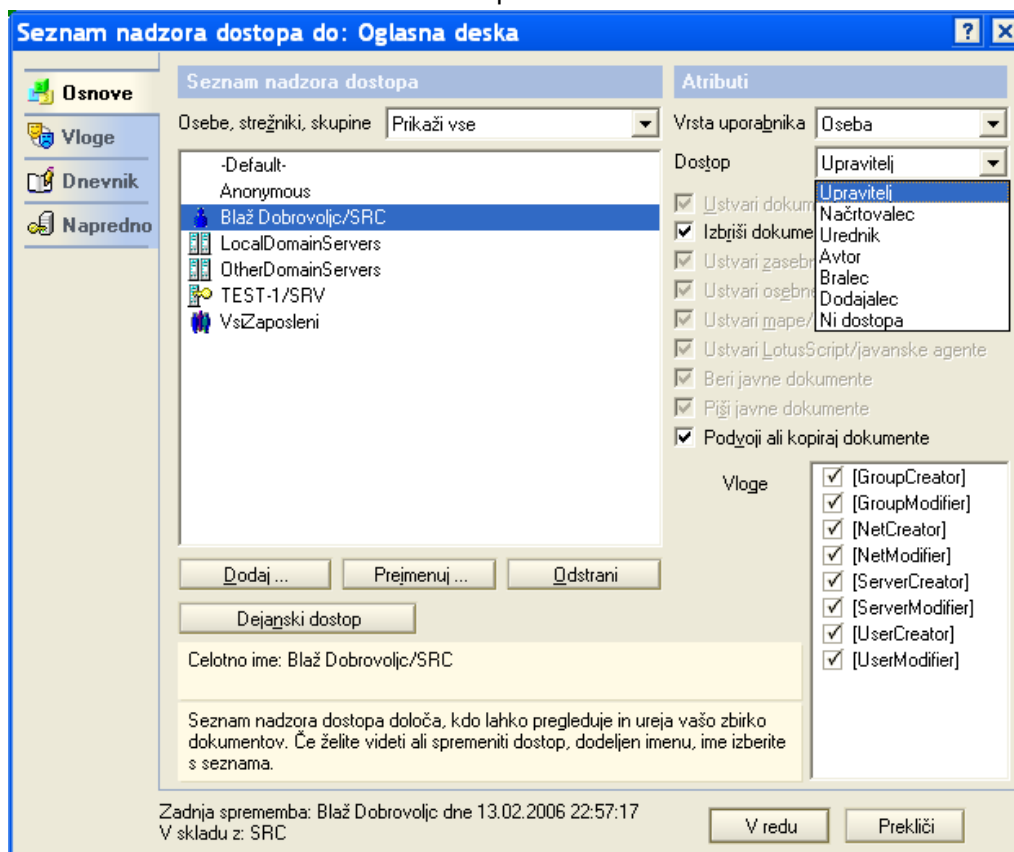 Seznam nadzora dostopa do: Oglasna deska
Osnove
Vloge
Dnevnik
Napredno
Seznam nadzora dostopa
Osebe, strežniki, skupine Prikaži vse
-Default-
Anonymous
Blaž Dobrovoljc/SRC
LocalDomainServers
OtherDomainServers
TEST-1/SRV
VsiZaposleni
Dodaj ... Prejmenuj ... Odstrani
Dejanski dostop
Celotno ime: Blaž Dobrovoljc/SRC
Seznam nadzora dostopa določa, kdo lahko pregleduje in ureja vašo zbirko
dokumentov. Če želite videti ali spremeniti dostop, dodeljen imenu, ime izberite
s seznama.
Atributi
Vrsta uporabnika Oseba
Dostop Upravitelj
Upravitelj
Načrtovalec
Urednik
Avtor
Bralec
Dodajalec
Ni dostopa
Ustvari dokum
Izbriši dokume
Ustvari zasebn
Ustvari osebne
Ustvari mape/
Ustvari LotusScript/javanske agente
Beri javne dokumente
Piši javne dokumente
Podvoji ali kopiraj dokumente
Vloge
[GroupCreator]
[GroupModifier]
[NetCreator]
[NetModifier]
[ServerCreator]
[ServerModifier]
[UserCreator]
[UserModifier]
Zadnja sprememba: Blaž Dobrovoljc dne 13.02.2006 22:57:17
V skladu z: SRC
V redu Prekliči